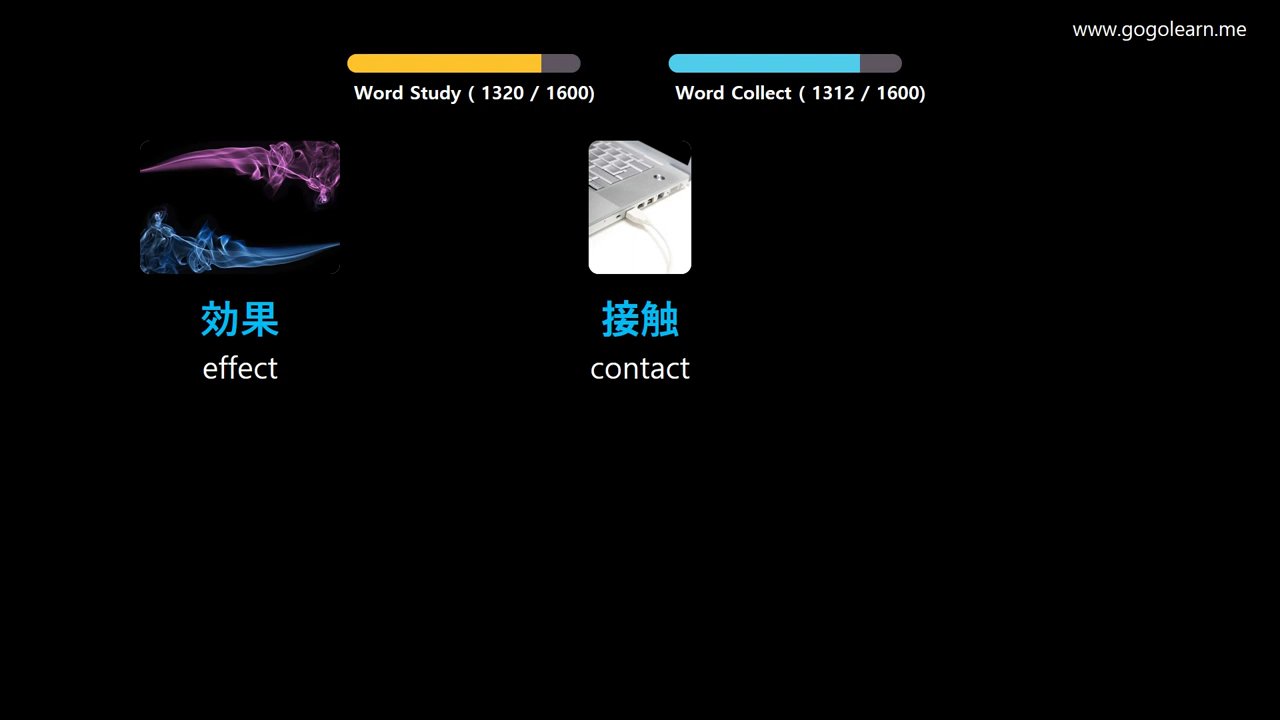 www.gogolearn.me
Word Study ( 1320 / 1600)
Word Collect ( 1312 / 1600)
効果
effect
接触
contact